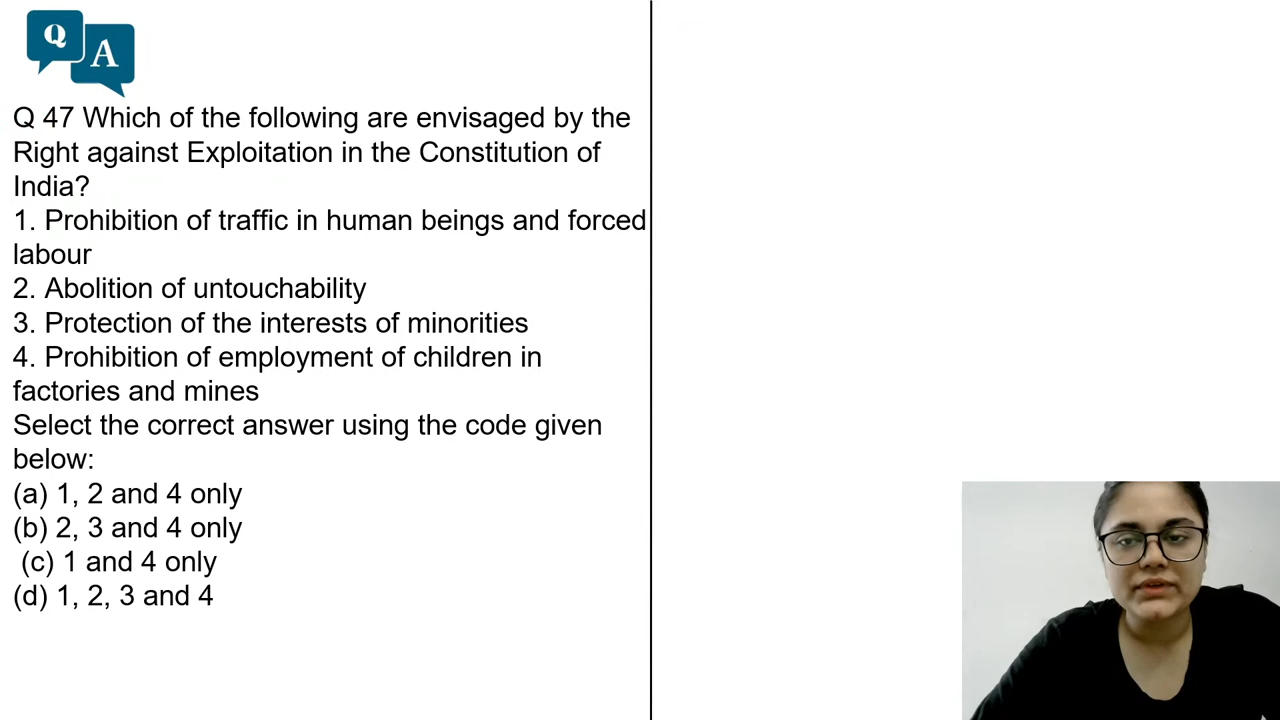 Q
A
Q 47 Which of the following are envisaged by the
Right against Exploitation in the Constitution of
India?
1. Prohibition of traffic in human beings and forced
labour
2. Abolition of untouchability
3. Protection of the interests of minorities
4. Prohibition of employment of children in
factories and mines
Select the correct answer using the code given
below:
(a) 1, 2 and 4 only
(b) 2, 3 and 4 only
(c) 1 and 4 only
(d) 1, 2, 3 and 4